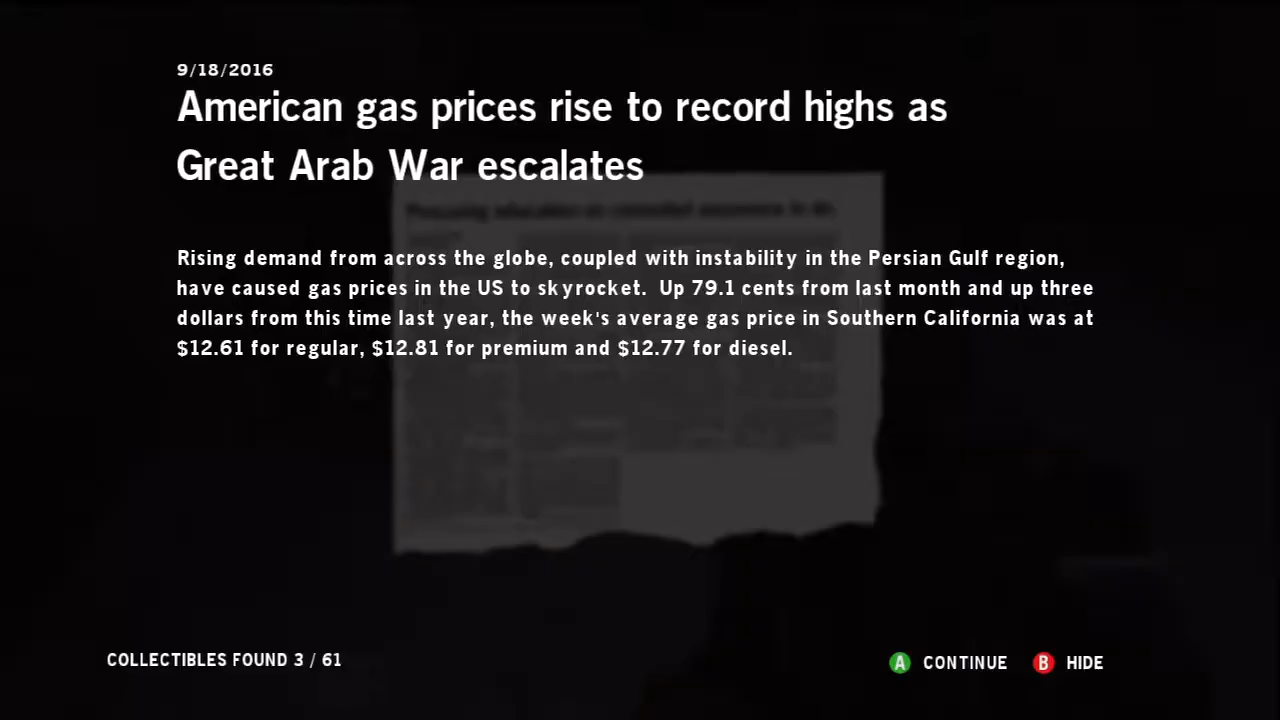 9/18/2016
American gas prices rise to record highs as
Great Arab War escalates
Rising demand from across the globe, coupled with instability in the Persian Gulf region,
have caused gas prices in the US to skyrocket.  Up 79.1 cents from last month and up three
dollars from this time last year, the week's average gas price in Southern California was at
$12.61 for regular, $12.81 for premium and $12.77 for diesel.
COLLECTIBLES FOUND 3 / 61
A CONTINUE B HIDE